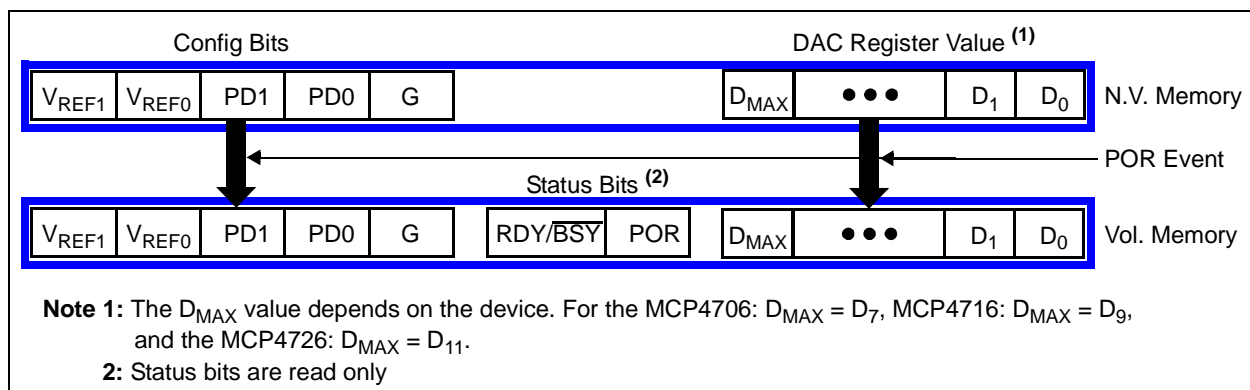 Config Bits DAC Register Value (1)
VREF1 VREF0 PD1 PD0 G DMAX ●●● D1 D0 N.V. Memory
POR Event
Status Bits (2)
VREF1 VREF0 PD1 PD0 G RDY/B̅S̅Y̅ POR DMAX ●●● D1 D0 Vol. Memory
Note 1: The DMAX value depends on the device. For the MCP4706: DMAX = D7, MCP4716: DMAX = D9,
and the MCP4726: DMAX = D11.
2: Status bits are read only